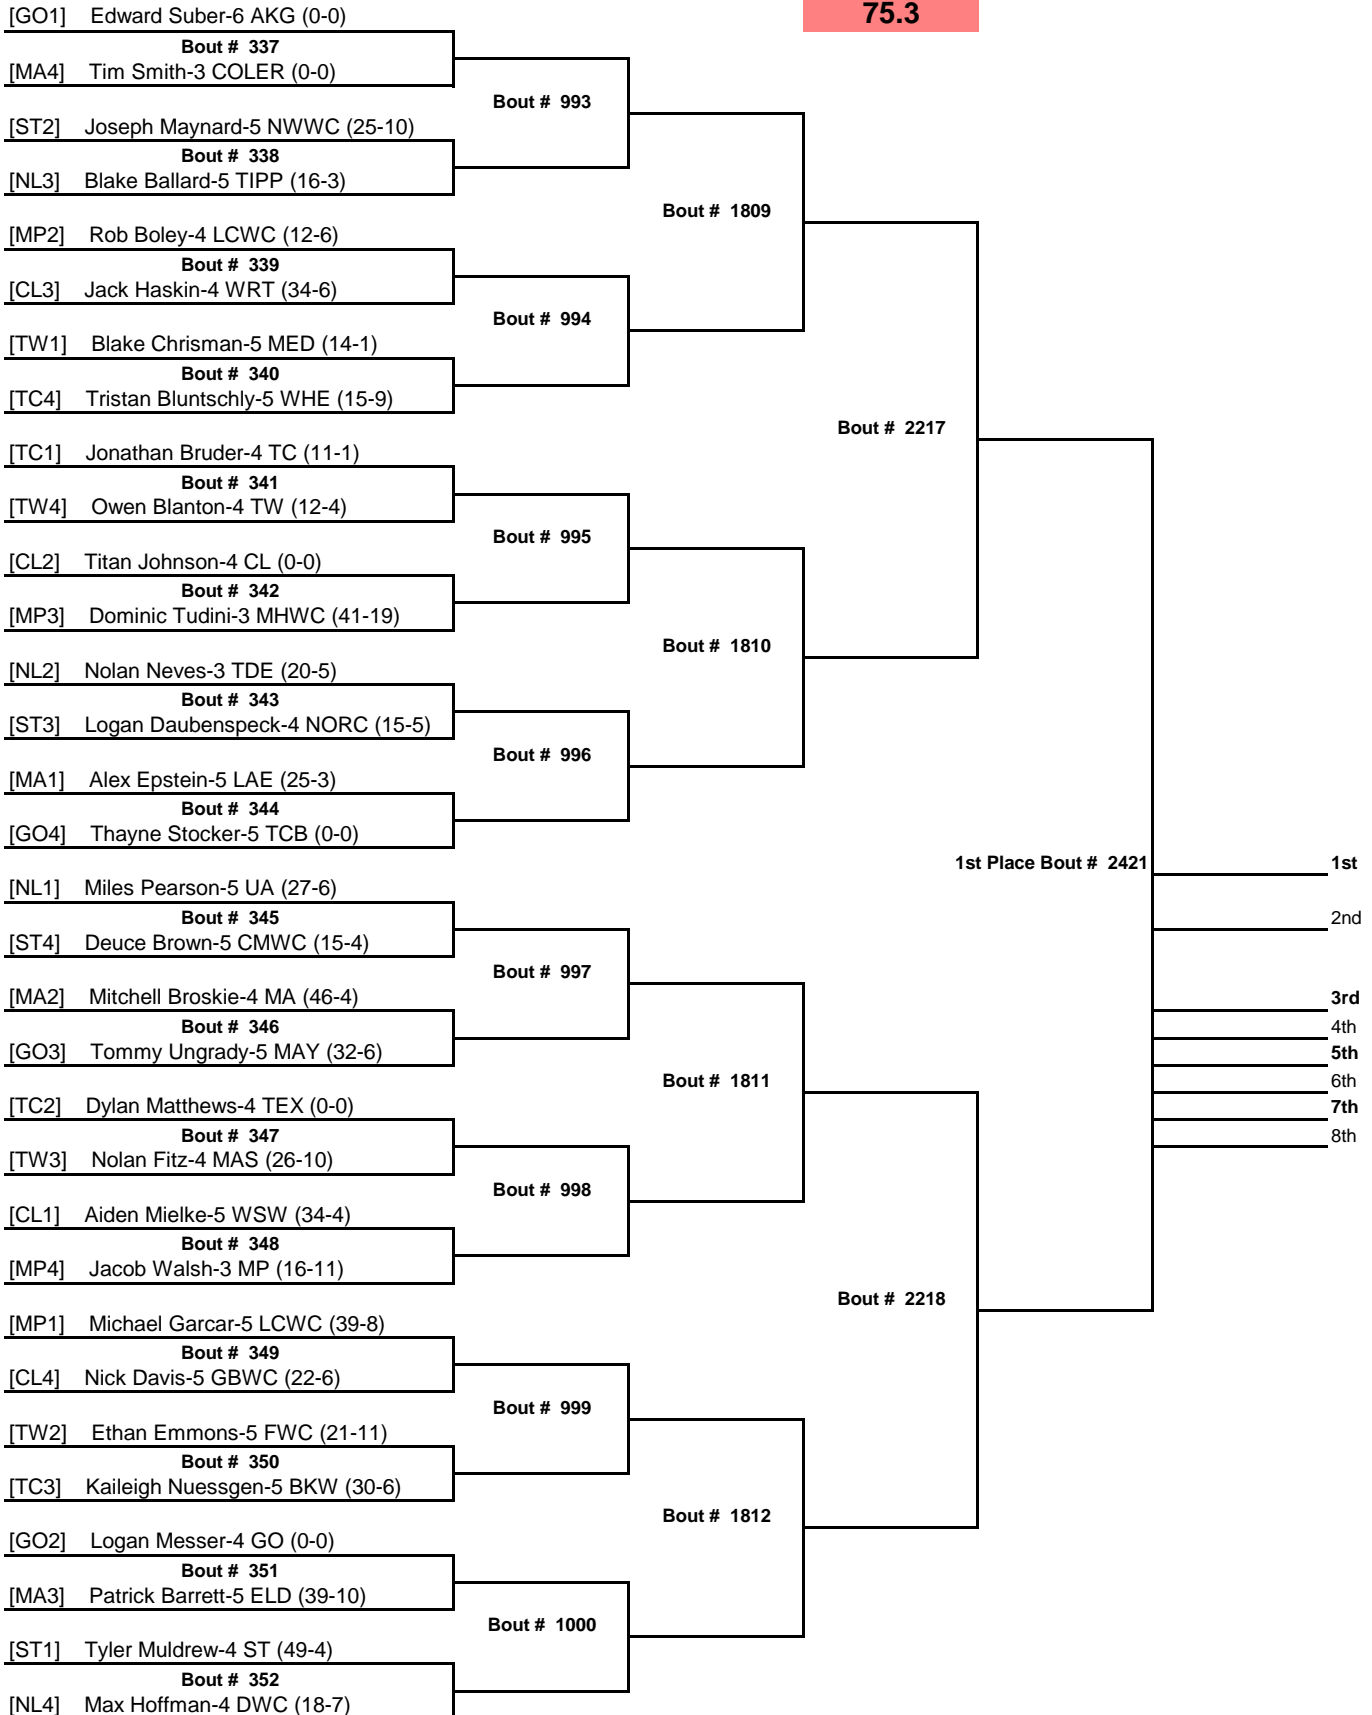 [GO1] Edward Suber-6 AKG (0-0)
75.3
Bout # 337
[MA4] Tim Smith-3 COLER (0-0)
Bout # 993
[ST2] Joseph Maynard-5 NWWC (25-10)
Bout # 338
[NL3] Blake Ballard-5 TIPP (16-3)
Bout # 1809
[MP2] Rob Boley-4 LCWC (12-6)
Bout # 339
[CL3] Jack Haskin-4 WRT (34-6)
Bout # 994
[TW1] Blake Chrisman-5 MED (14-1)
Bout # 340
[TC4] Tristan Bluntschly-5 WHE (15-9)
Bout # 2217
[TC1] Jonathan Bruder-4 TC (11-1)
Bout # 341
[TW4] Owen Blanton-4 TW (12-4)
Bout # 995
[CL2] Titan Johnson-4 CL (0-0)
Bout # 342
[MP3] Dominic Tudini-3 MHWC (41-19)
Bout # 1810
[NL2] Nolan Neves-3 TDE (20-5)
Bout # 343
[ST3] Logan Daubenspeck-4 NORC (15-5)
Bout # 996
[MA1] Alex Epstein-5 LAE (25-3)
Bout # 344
[GO4] Thayne Stocker-5 TCB (0-0)
1st Place Bout # 2421
1st
[NL1] Miles Pearson-5 UA (27-6)
Bout # 345
2nd
[ST4] Deuce Brown-5 CMWC (15-4)
Bout # 997
[MA2] Mitchell Broskie-4 MA (46-4)
3rd
Bout # 346
4th
[GO3] Tommy Ungrady-5 MAY (32-6)
5th
Bout # 1811
6th
[TC2] Dylan Matthews-4 TEX (0-0)
7th
Bout # 347
8th
[TW3] Nolan Fitz-4 MAS (26-10)
Bout # 998
[CL1] Aiden Mielke-5 WSW (34-4)
Bout # 348
[MP4] Jacob Walsh-3 MP (16-11)
Bout # 2218
[MP1] Michael Garcar-5 LCWC (39-8)
Bout # 349
[CL4] Nick Davis-5 GBWC (22-6)
Bout # 999
[TW2] Ethan Emmons-5 FWC (21-11)
Bout # 350
[TC3] Kaileigh Nuessgen-5 BKW (30-6)
Bout # 1812
[GO2] Logan Messer-4 GO (0-0)
Bout # 351
[MA3] Patrick Barrett-5 ELD (39-10)
Bout # 1000
[ST1] Tyler Muldrew-4 ST (49-4)
Bout # 352
[NL4] Max Hoffman-4 DWC (18-7)